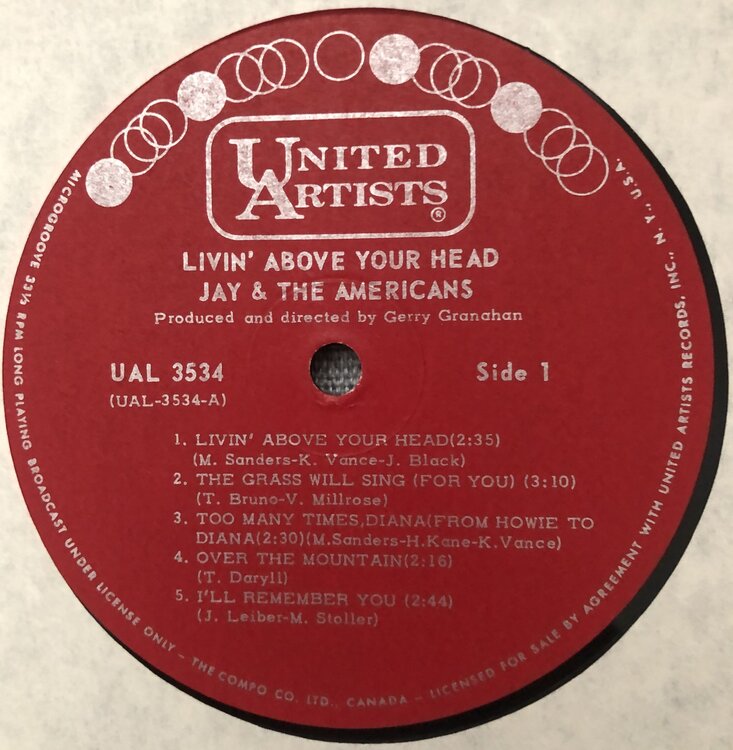 UNITED
ARTISTS®
LIVIN' ABOVE YOUR HEAD
JAY & THE AMERICANS
Produced and directed by Gerry Granahan
UAL 3534
(UAL-3534-A)
Side 1
1. LIVIN' ABOVE YOUR HEAD(2:35)
(M. Sanders-K. Vance-J. Black)
2. THE GRASS WILL SING (FOR YOU) (3:10)
(T. Bruno-V. Millrose)
3. TOO MANY TIMES,DIANA(FROM HOWIE TO
DIANA(2:30)(M.Sanders-H.Kane-K.Vance)
4. OVER THE MOUNTAIN(2:16)
(T. Daryll)
5. I'LL REMEMBER YOU (2:44)
(J. Leiber-M. Stoller)
MICROGROOVE 33⅓ RPM LONG PLAYING BROADCAST UNDER LICENSE ONLY – THE COMPO CO. LTD., CANADA – LICENSED FOR SALE BY AGREEMENT WITH UNITED ARTISTS RECORDS, INC., N. Y., U.S.A.